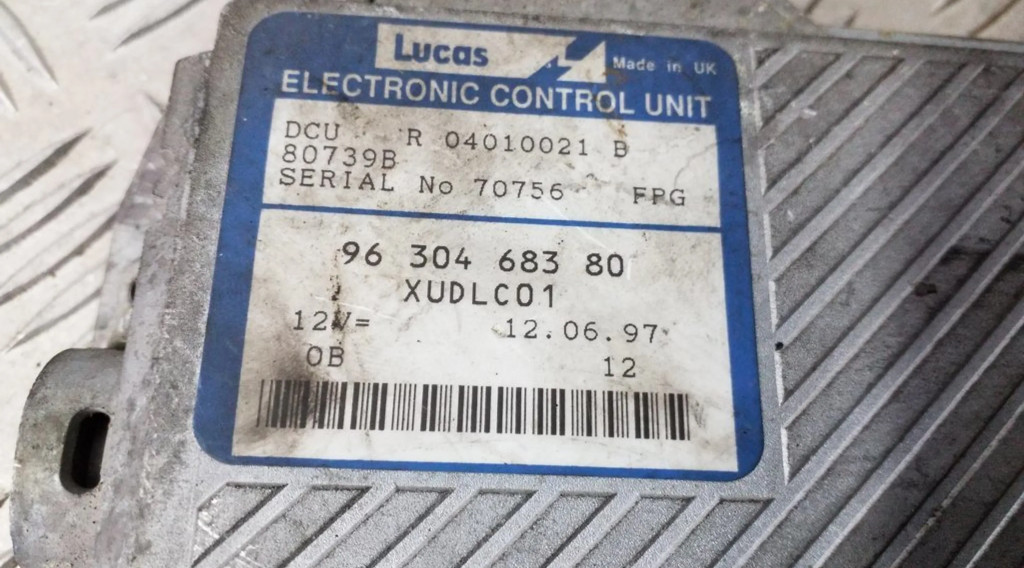 Lucas Made in UK
ELECTRONIC CONTROL UNIT
DCU R 04010021 B
80739B
SERIAL No 70756 FPG
96 304 683 80
XUDLC01
12V= 12.06.97
0B 12